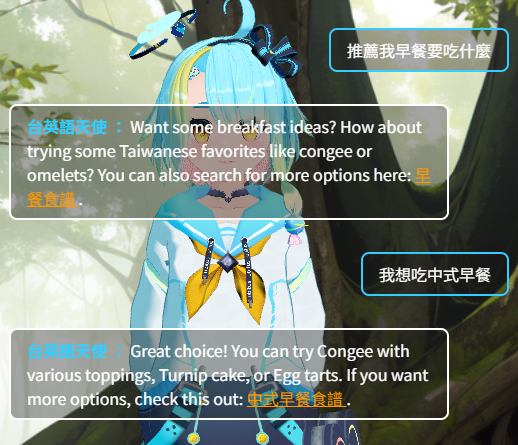 推薦我早餐要吃什麼
台英語天使 : Want some breakfast ideas? How about
trying some Taiwanese favorites like congee or
omelets? You can also search for more options here: 早
餐食譜 .
我想吃中式早餐
台英語天使 : Great choice! You can try Congee with
various toppings, Turnip cake, or Egg tarts. If you want
more options, check this out: 中式早餐食譜 .